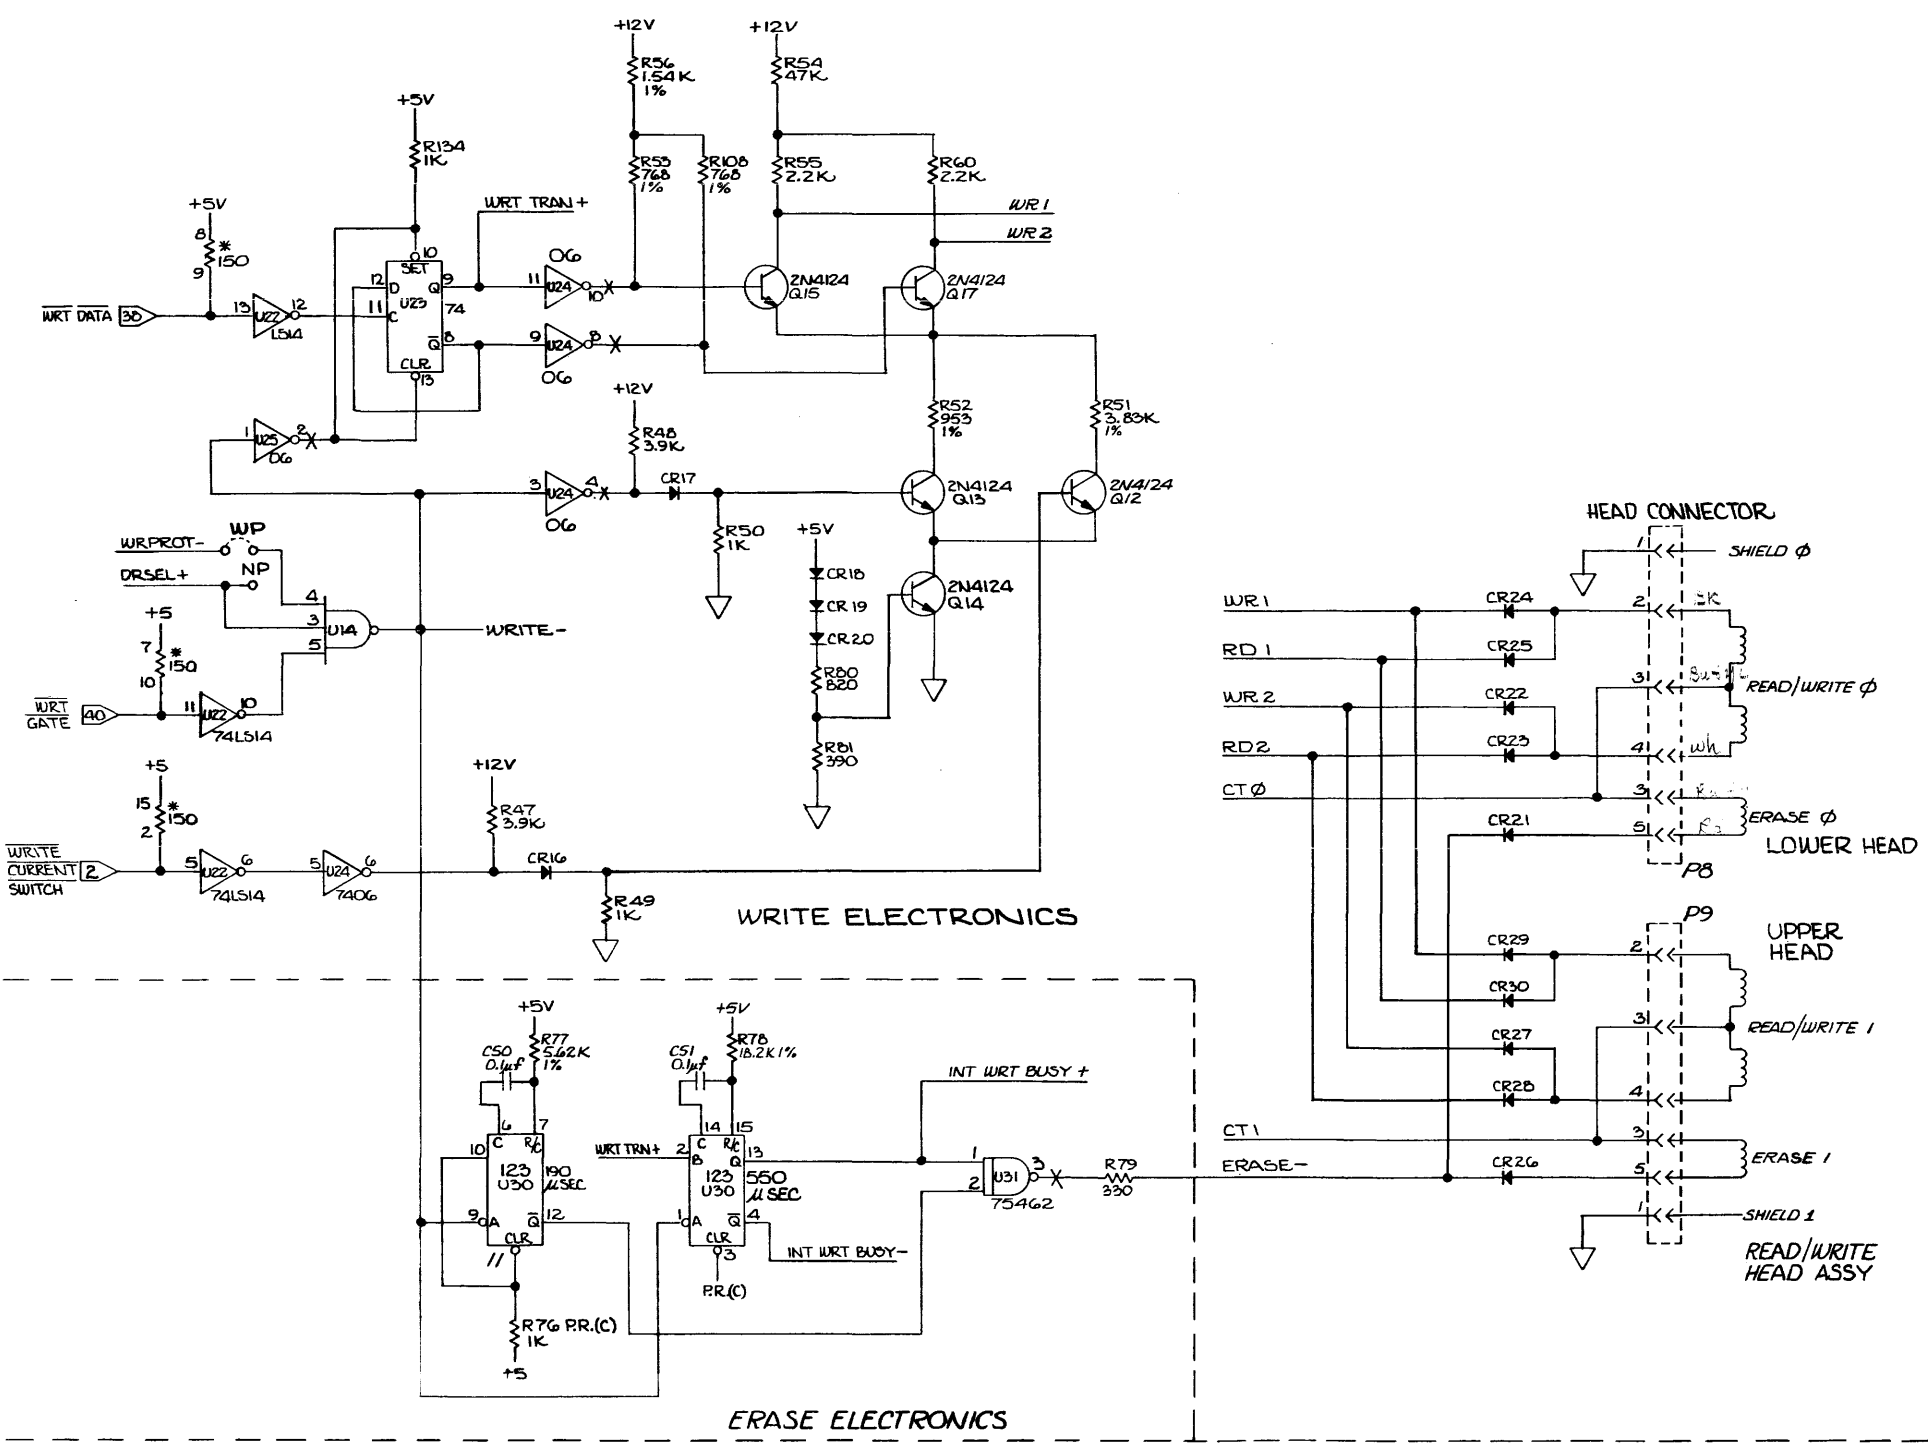 +12V
+12V
R56
1.54K
1%
R54
47K
+5V
R134
1K
R53
768
1%
R108
768
1%
R55
2.2K
R60
2.2K
+5V
8
*
150
9
WRT TRAN+
WR1
WR2
10
SET
12
D
Q
9
U23
74
11
C
Q
8
CLR
13
06
11
U24
10
2N4124
Q15
2N4124
Q17
WRT DATA
38
13
U22
12
LS14
9
U24
8
06
+12V
R48
3.9K
R52
953
1%
R51
3.83K
1%
1
U25
2
06
3
U24
4
06
CR17
2N4124
Q13
2N4124
Q12
R50
1K
WRPROT-
WP
DRSEL+
NP
4
3
U14
5
WRITE-
+5
7
*
150
10
WRT
GATE
40
11
U22
10
74LS14
+5V
CR18
CR19
CR20
R80
820
R81
390
2N4124
Q14
+5
15
*
150
2
WRITE
CURRENT
SWITCH
2
5
U22
6
74LS14
5
U24
6
7406
+12V
R47
3.9K
CR16
R49
1K
WRITE ELECTRONICS
HEAD CONNECTOR
1
SHIELD Ø
WR1
CR24
2
RD1
CR25
3
READ/WRITE Ø
WR2
CR22
RD2
CR23
4
wh
CTØ
3
ERASE Ø
CR21
5
LOWER HEAD
P8
P9
UPPER
HEAD
CR29
2
CR30
3
READ/WRITE 1
CR27
CR28
4
CT1
3
ERASE-
CR26
5
ERASE 1
1
SHIELD 1
READ/WRITE
HEAD ASSY
+5V
R77
5.62K
1%
C50
0.1µf
6
7
C
R/C
10
123
U30
190
µSEC
9
A
Q
12
CLR
11
R76 P.R.(C)
1K
+5
+5V
R78
18.2K 1%
C51
0.1µf
14
15
C
R/C
WRT TRN+
2
B
Q
13
123
U30
550
µSEC
1
A
Q
4
CLR
3
P.R.(C)
INT WRT BUSY+
INT WRT BUSY-
1
2
U31
3
75462
R79
330
ERASE ELECTRONICS